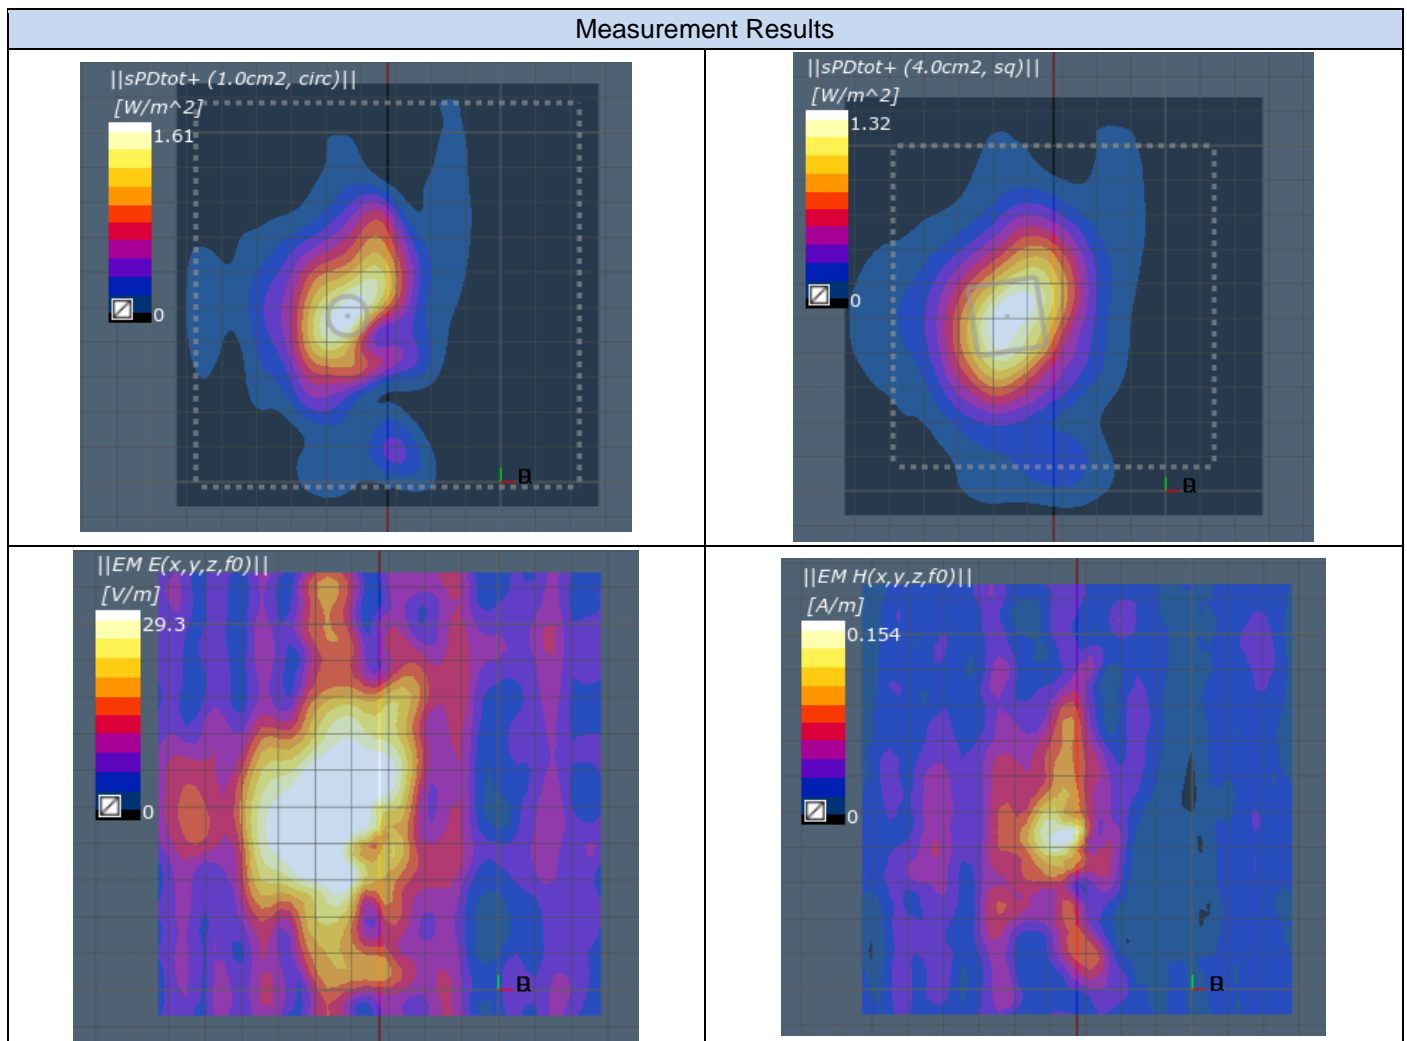 Measurement Results
||sPDtot+ (1.0cm2, circ)||
[W/m^2]
1.61
0
||sPDtot+ (4.0cm2, sq)||
[W/m^2]
1.32
0
||EM E(x,y,z,f0)||
[V/m]
29.3
0
||EM H(x,y,z,f0)||
[A/m]
0.154
0